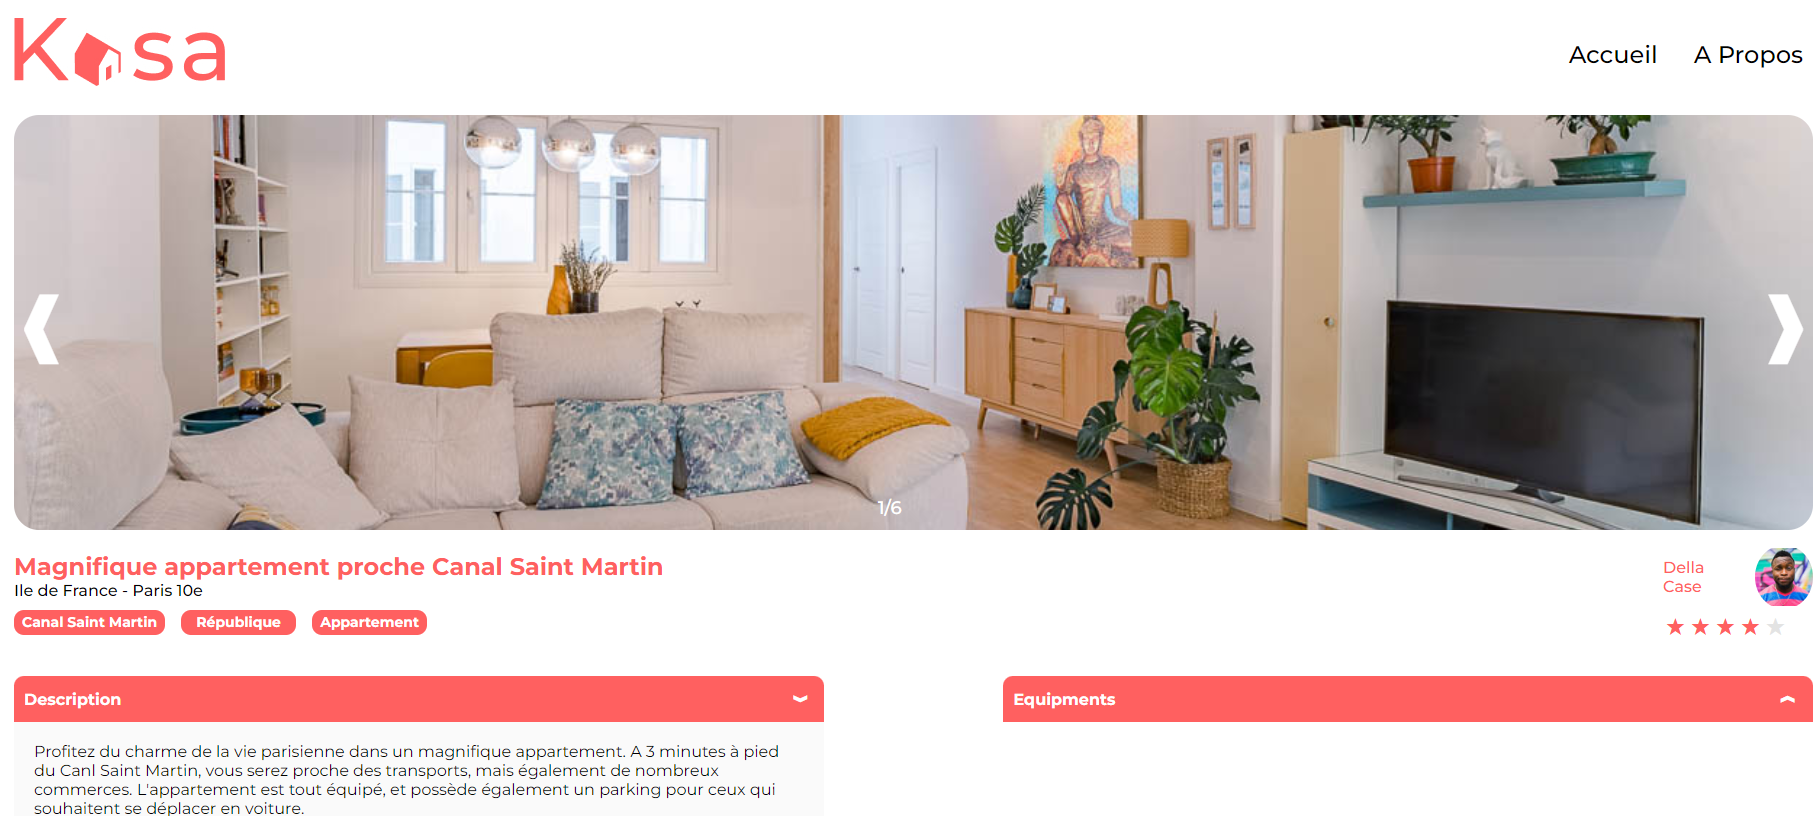 Kasa
Accueil
A Propos
1/6
Magnifique appartement proche Canal Saint Martin
Ile de France - Paris 10e
Canal Saint Martin
République
Appartement
Della
Case
Description
Profitez du charme de la vie parisienne dans un magnifique appartement. A 3 minutes à pied
du Canl Saint Martin, vous serez proche des transports, mais également de nombreux
commerces. L'appartement est tout équipé, et possède également un parking pour ceux qui
souhaitent se déplacer en voiture.
Equipments